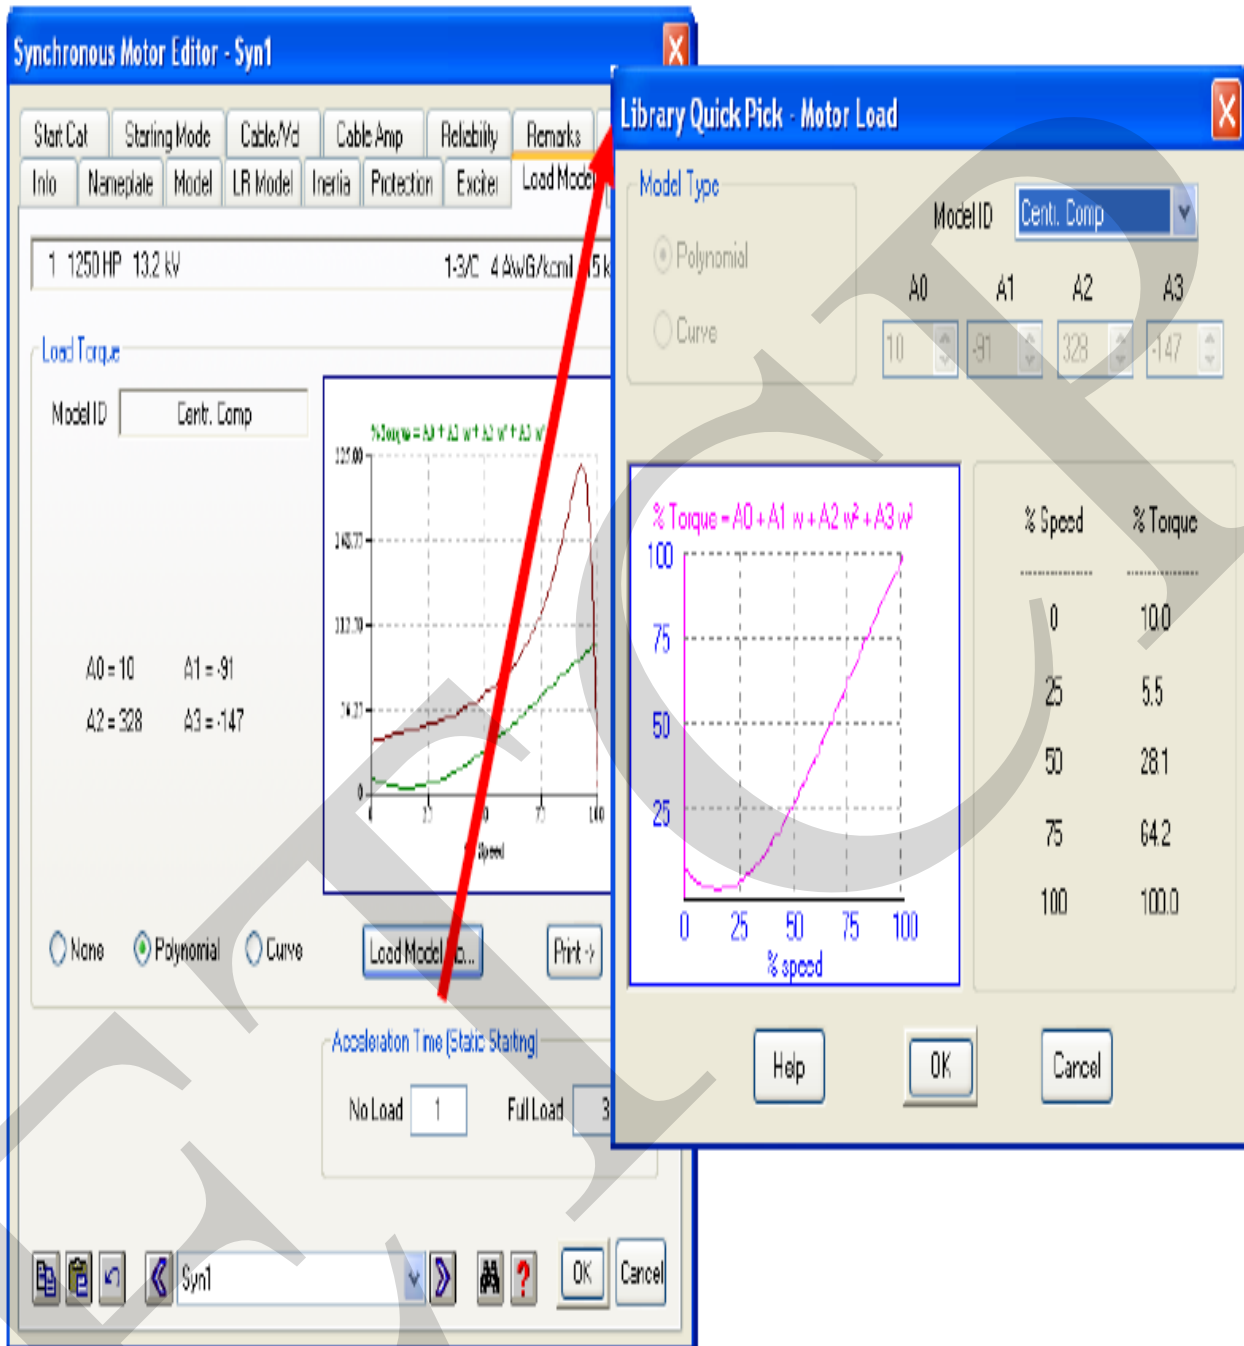 Synchronous Motor Editor - Syn1
Start Cat Starting Mode Cable/Vd Cable Amp Reliability Remarks
Info Nameplate Model LR Model Inertia Protection Exciter Load Model
1 1250 HP 13.2 kV 1-3/C 4 AWG/kcmil
Load Torque
Model ID Centr. Comp
A0 = 10 A1 = -91
A2 = 328 A3 = -147
0
100
Speed
None Polynomial Curve Load Model Print ->
Acceleration Time (Static Starting)
No Load 1 Full Load 3
Syn1 OK Cancel
Library Quick Pick - Motor Load
Model Type
Model ID Centr. Comp
Polynomial
Curve
A0 A1 A2 A3
10 -91 328 -147
% Torque = A0 + A1 w + A2 w² + A3 w³
100
75
50
25
0 25 50 75 100
% speed
% Speed % Torque
0 10.0
25 5.5
50 28.1
75 64.2
100 100.0
Help OK Cancel